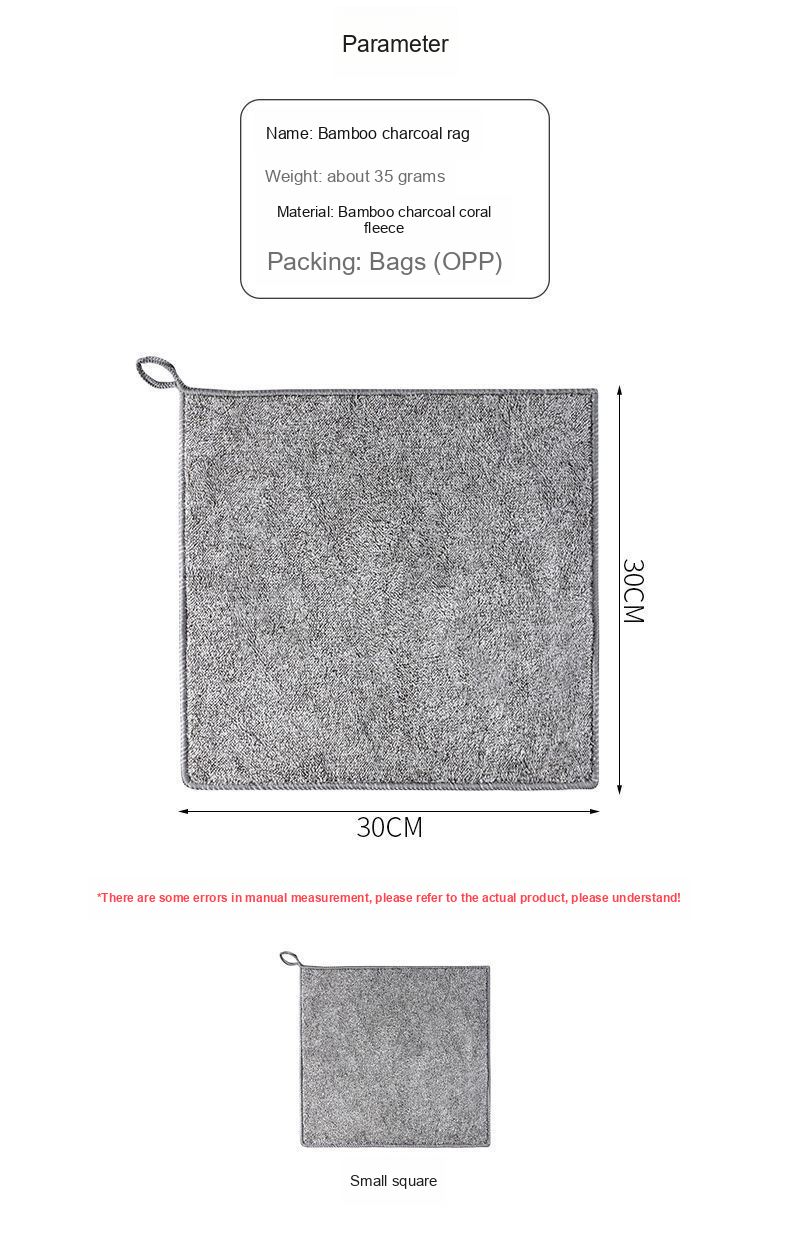 Parameter
Name: Bamboo charcoal rag
Weight: about 35 grams
Material: Bamboo charcoal coral
fleece
Packing: Bags (OPP)
30CM
30CM
*There are some errors in manual measurement, please refer to the actual product, please understand!
Small square